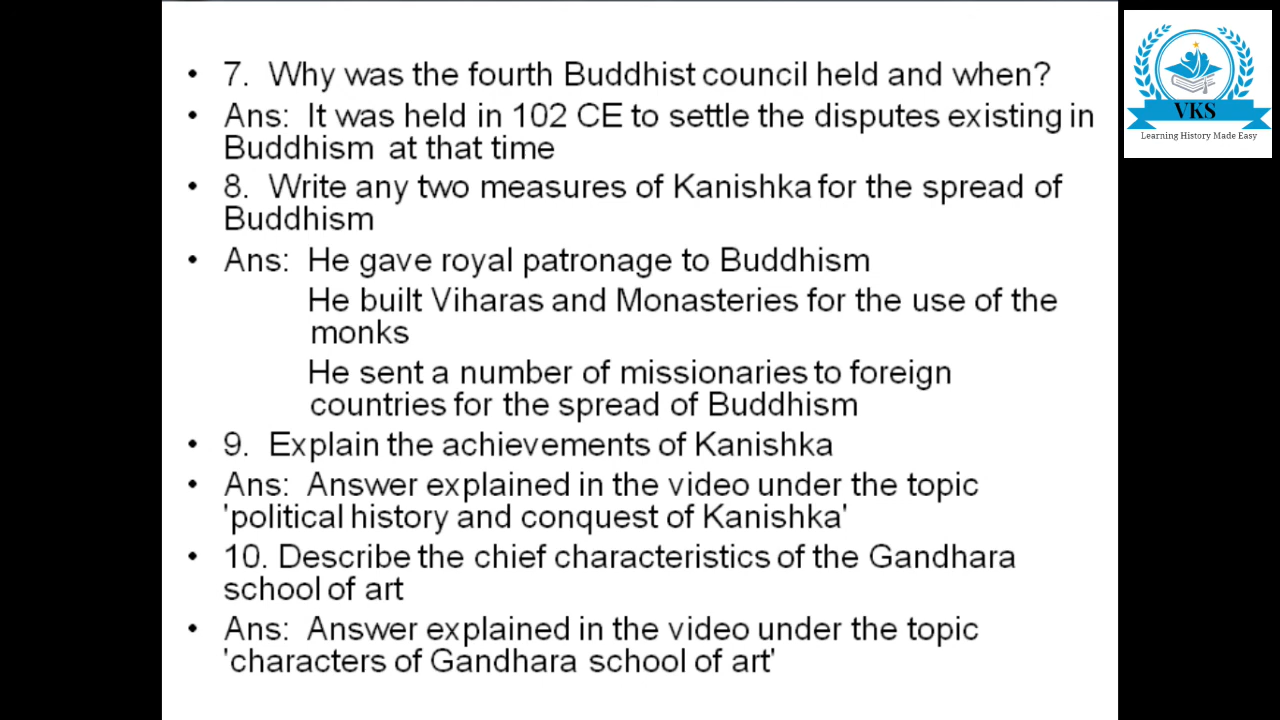 • 7. Why was the fourth Buddhist council held and when?
• Ans: It was held in 102 CE to settle the disputes existing in
Buddhism at that time
• 8. Write any two measures of Kanishka for the spread of
Buddhism
• Ans: He gave royal patronage to Buddhism
He built Viharas and Monasteries for the use of the
monks
He sent a number of missionaries to foreign
countries for the spread of Buddhism
• 9. Explain the achievements of Kanishka
• Ans: Answer explained in the video under the topic
'political history and conquest of Kanishka'
• 10. Describe the chief characteristics of the Gandhara
school of art
• Ans: Answer explained in the video under the topic
'characters of Gandhara school of art'
VKS
Learning History Made Easy